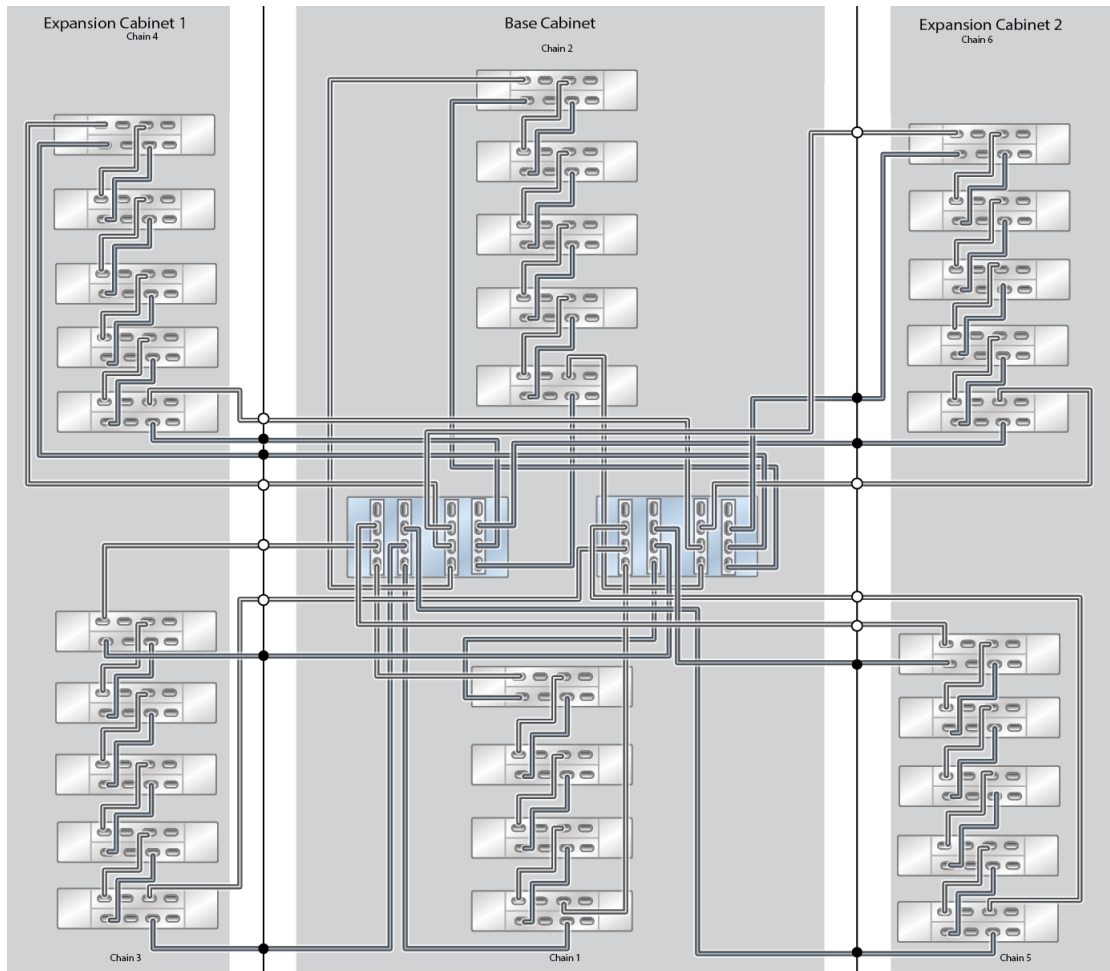 Expansion Cabinet 1
Chain 4
Base Cabinet
Chain 2
Expansion Cabinet 2
Chain 6
Chain 3
Chain 1
Chain 5